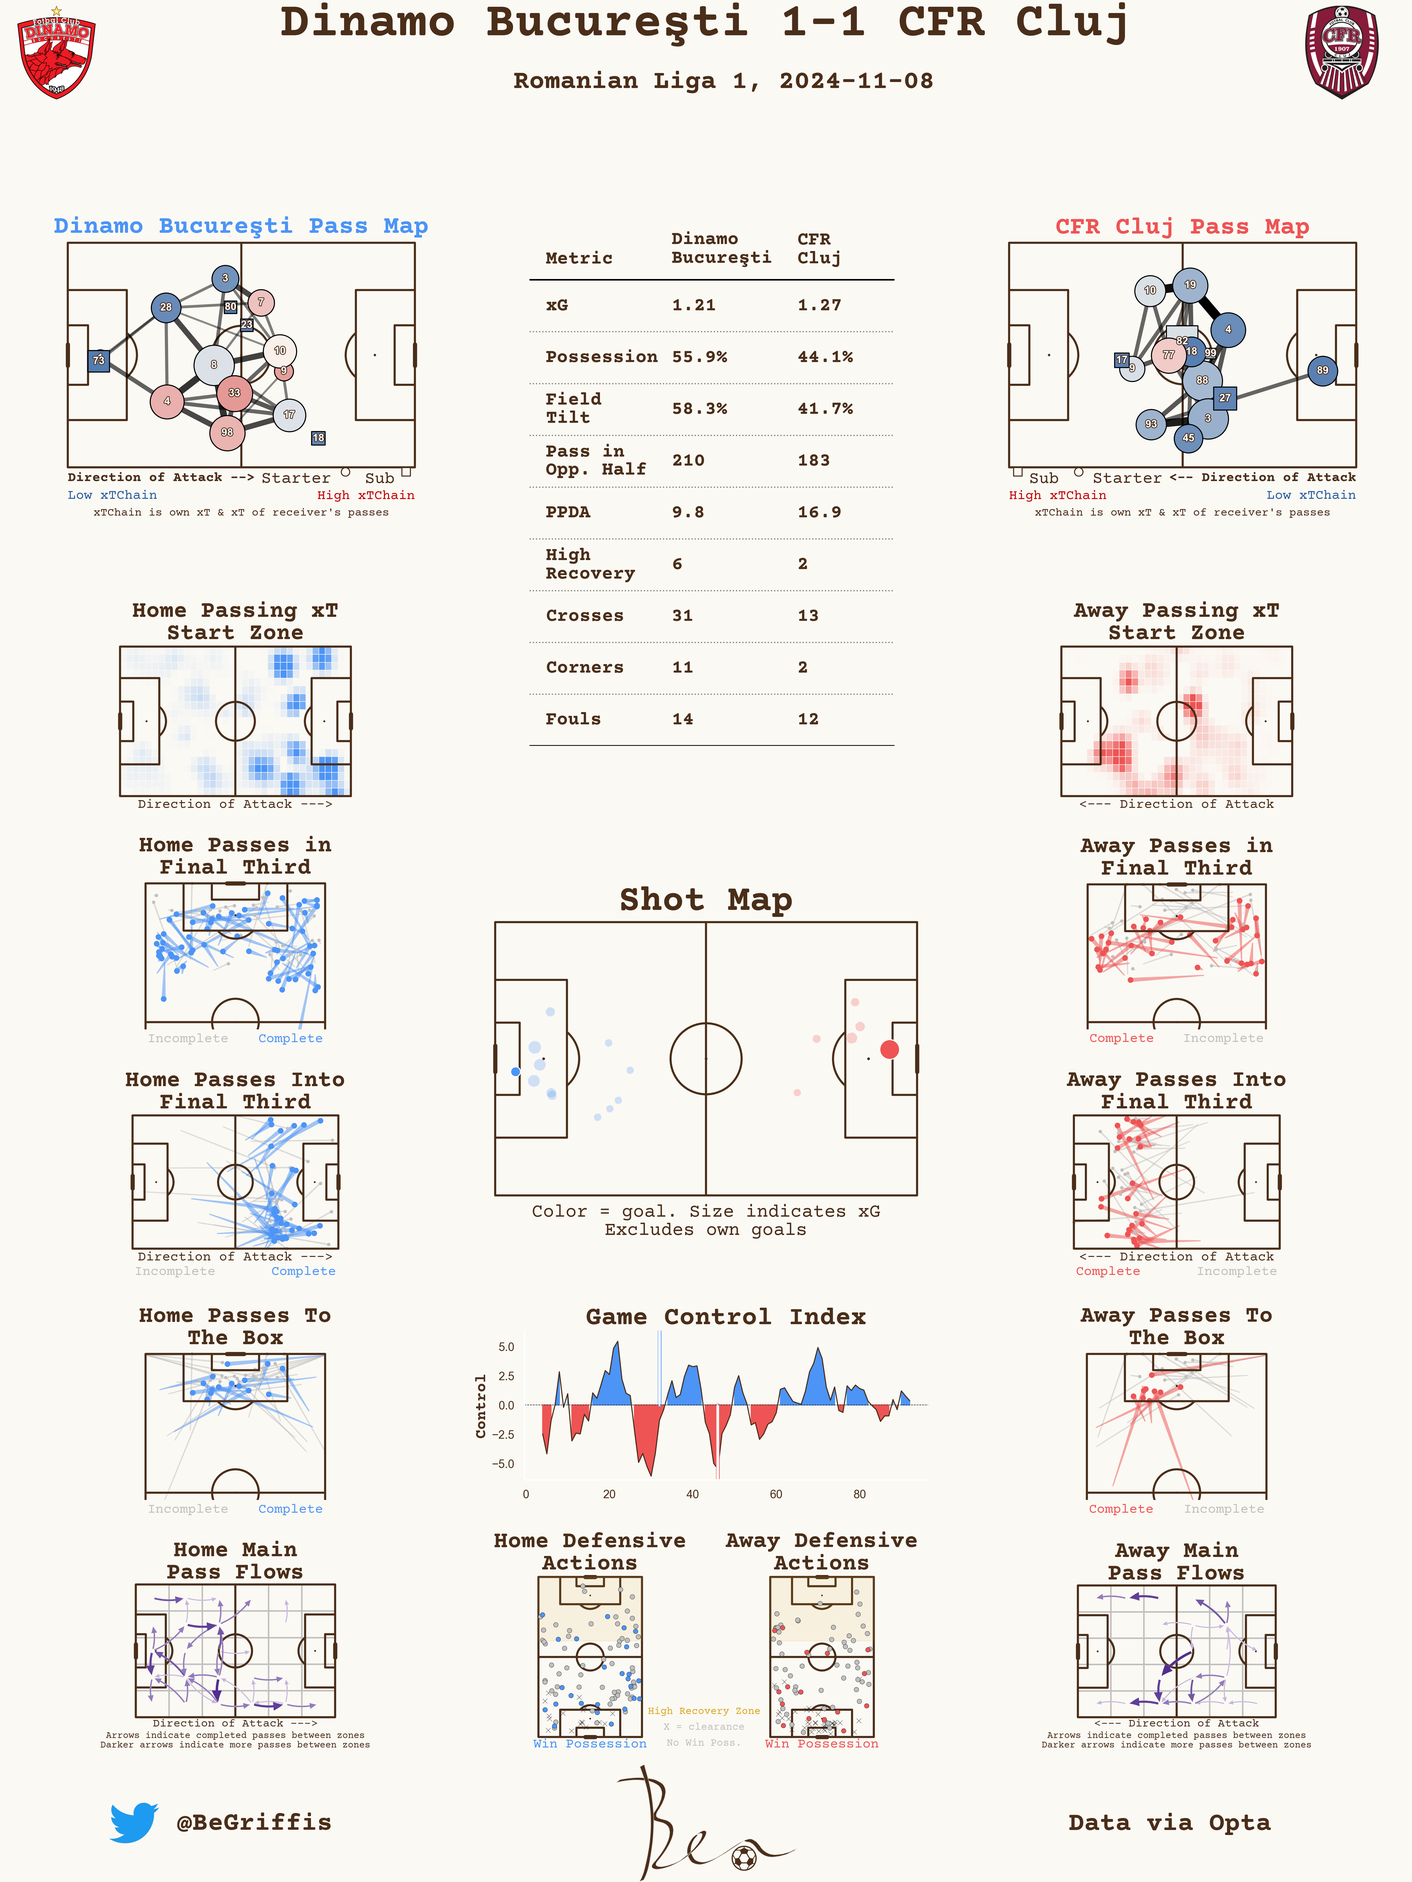 Dinamo Bucureşti 1-1 CFR Cluj
Romanian Liga 1, 2024-11-08
Fotbal Club
DINAMO
BUCUREŞTI
1948
CFR
1907
CLUJ
Dinamo Bucureşti Pass Map
3
28
80
7
23
73
8
10
9
4
33
17
98
18
Direction of Attack --> Starter Sub
Low xTChain High xTChain
xTChain is own xT & xT of receiver's passes
Metric Dinamo Bucureşti CFR Cluj
xG 1.21 1.27
Possession 55.9% 44.1%
Field Tilt 58.3% 41.7%
Pass in Opp. Half 210 183
PPDA 9.8 16.9
High Recovery 6 2
Crosses 31 13
Corners 11 2
Fouls 14 12
CFR Cluj Pass Map
10
19
4
82
77
18
99
17
9
88
89
27
93
3
45
Sub Starter <-- Direction of Attack
High xTChain Low xTChain
xTChain is own xT & xT of receiver's passes
Home Passing xT
Start Zone
Direction of Attack --->
Away Passing xT
Start Zone
<--- Direction of Attack
Home Passes in
Final Third
Incomplete Complete
Away Passes in
Final Third
Complete Incomplete
Shot Map
Color = goal. Size indicates xG
Excludes own goals
Home Passes Into
Final Third
Direction of Attack --->
Incomplete Complete
Away Passes Into
Final Third
<--- Direction of Attack
Complete Incomplete
Home Passes To
The Box
Incomplete Complete
Game Control Index
Control
5.0
2.5
0.0
−2.5
−5.0
0 20 40 60 80
Away Passes To
The Box
Complete Incomplete
Home Main
Pass Flows
Direction of Attack --->
Arrows indicate completed passes between zones
Darker arrows indicate more passes between zones
Home Defensive
Actions
Win Possession
Away Defensive
Actions
Win Possession
High Recovery Zone
X = clearance
No Win Poss.
Away Main
Pass Flows
<--- Direction of Attack
Arrows indicate completed passes between zones
Darker arrows indicate more passes between zones
@BeGriffis
Ben
Data via Opta